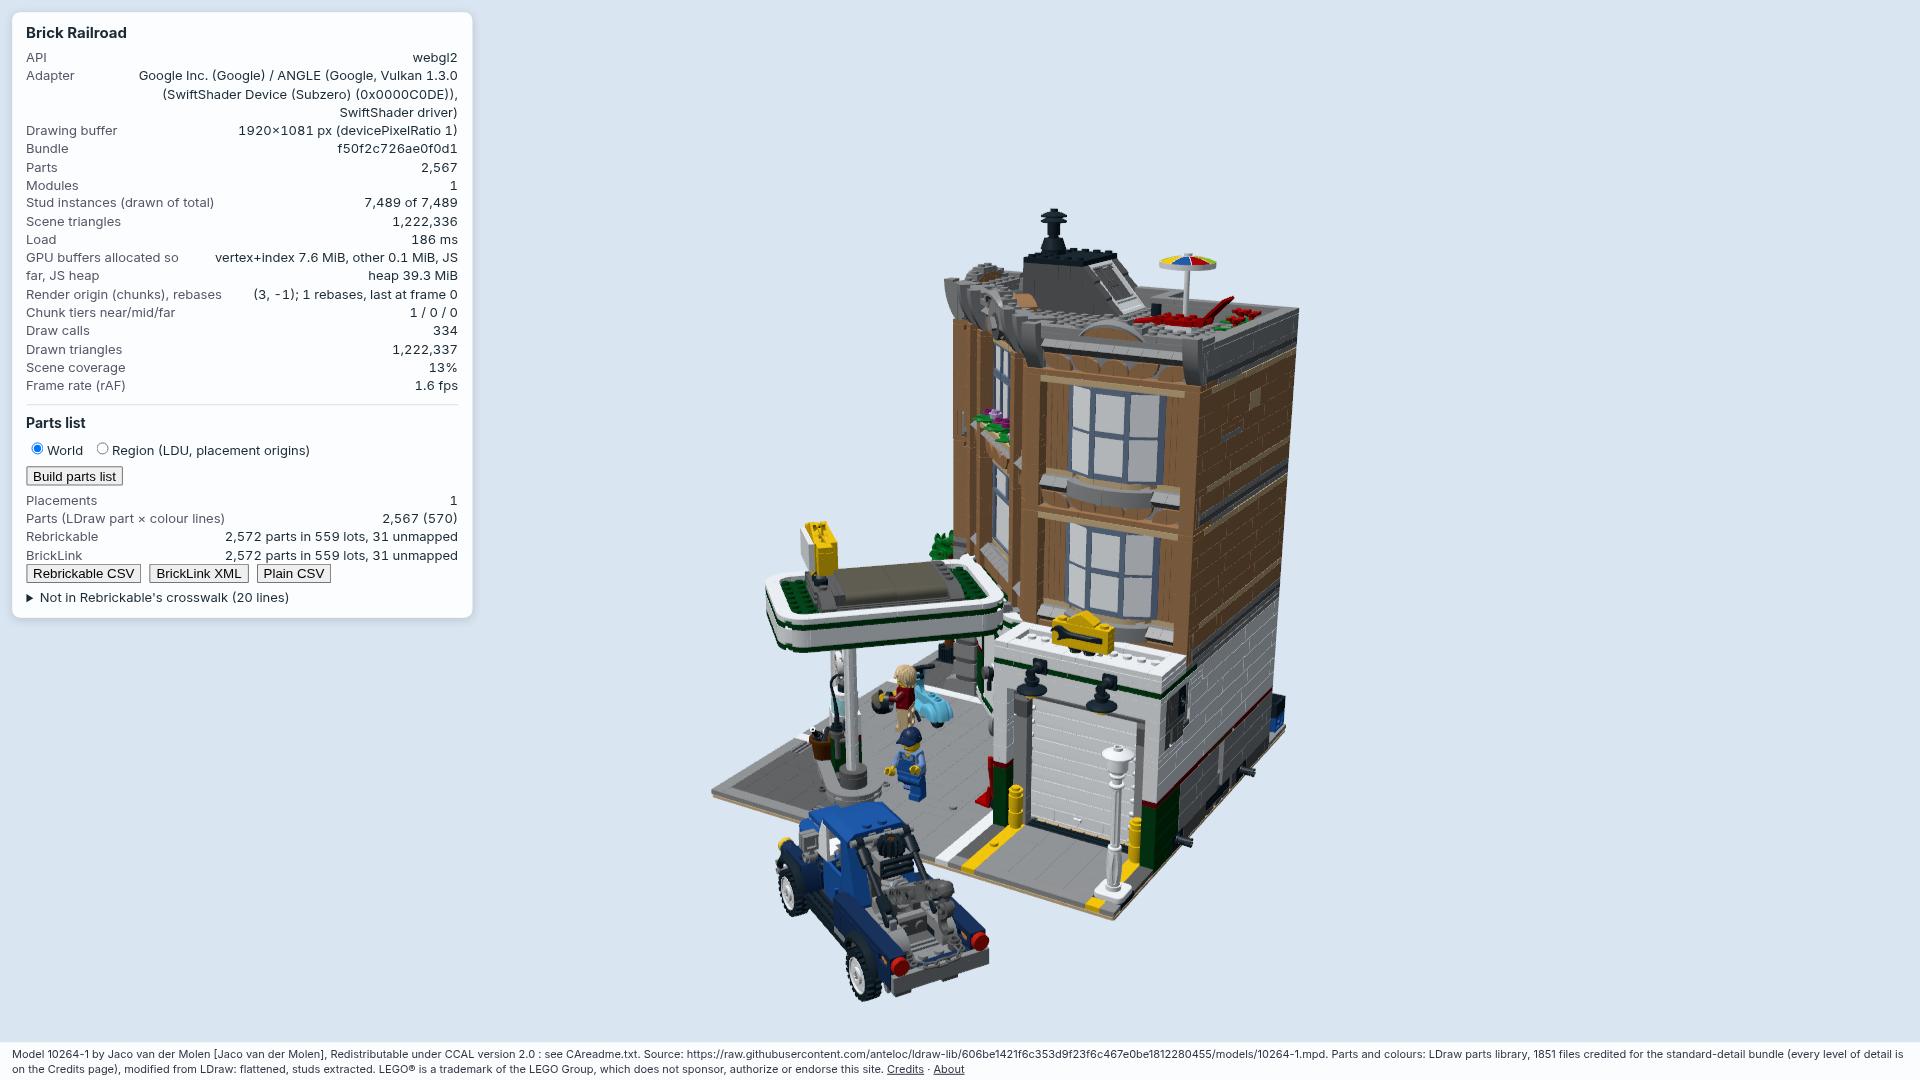 Brick Railroad
API webgl2
Adapter Google Inc. (Google) / ANGLE (Google, Vulkan 1.3.0
(SwiftShader Device (Subzero) (0x0000C0DE)),
SwiftShader driver)
Drawing buffer 1920×1081 px (devicePixelRatio 1)
Bundle f50f2c726ae0f0d1
Parts 2,567
Modules 1
Stud instances (drawn of total) 7,489 of 7,489
Scene triangles 1,222,336
Load 186 ms
GPU buffers allocated so vertex+index 7.6 MiB, other 0.1 MiB, JS
far, JS heap heap 39.3 MiB
Render origin (chunks), rebases (3, -1); 1 rebases, last at frame 0
Chunk tiers near/mid/far 1 / 0 / 0
Draw calls 334
Drawn triangles 1,222,337
Scene coverage 13%
Frame rate (rAF) 1.6 fps
Parts list
World Region (LDU, placement origins)
Build parts list
Placements 1
Parts (LDraw part × colour lines) 2,567 (570)
Rebrickable 2,572 parts in 559 lots, 31 unmapped
BrickLink 2,572 parts in 559 lots, 31 unmapped
Rebrickable CSV BrickLink XML Plain CSV
▶ Not in Rebrickable's crosswalk (20 lines)
Model 10264-1 by Jaco van der Molen [Jaco van der Molen], Redistributable under CCAL version 2.0 : see CAreadme.txt. Source: https://raw.githubusercontent.com/anteloc/ldraw-lib/606be1421f6c353d9f23f6c467e0be1812280455/models/10264-1.mpd. Parts and colours: LDraw parts library, 1851 files credited for the standard-detail bundle (every level of detail is
on the Credits page), modified from LDraw: flattened, studs extracted. LEGO® is a trademark of the LEGO Group, which does not sponsor, authorize or endorse this site. Credits · About